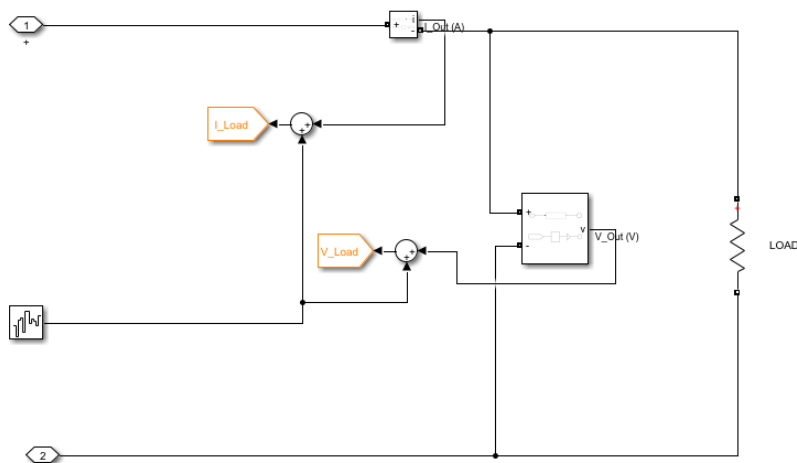 1
+
+ i
-
I_Out (A)
I_Load
+
+
+
-
v
V_Out (V)
V_Load
+
+
+
LOAD
2